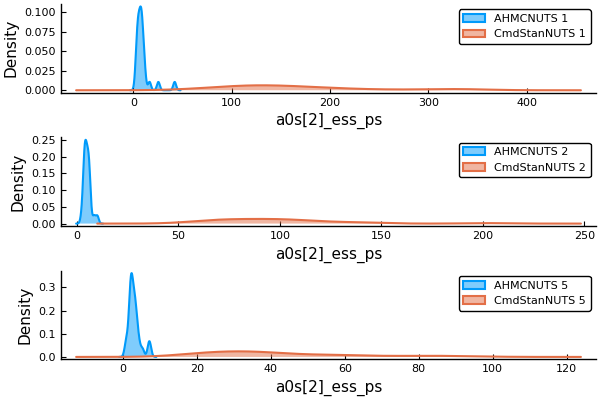 0.100
0.075
0.050
0.025
0.000
Density
AHMCNUTS 1
CmdStanNUTS 1
0 100 200 300 400
a0s[2]_ess_ps
0.25
0.20
0.15
0.10
0.05
0.00
Density
AHMCNUTS 2
CmdStanNUTS 2
0 50 100 150 200 250
a0s[2]_ess_ps
0.3
0.2
0.1
0.0
Density
AHMCNUTS 5
CmdStanNUTS 5
0 20 40 60 80 100 120
a0s[2]_ess_ps